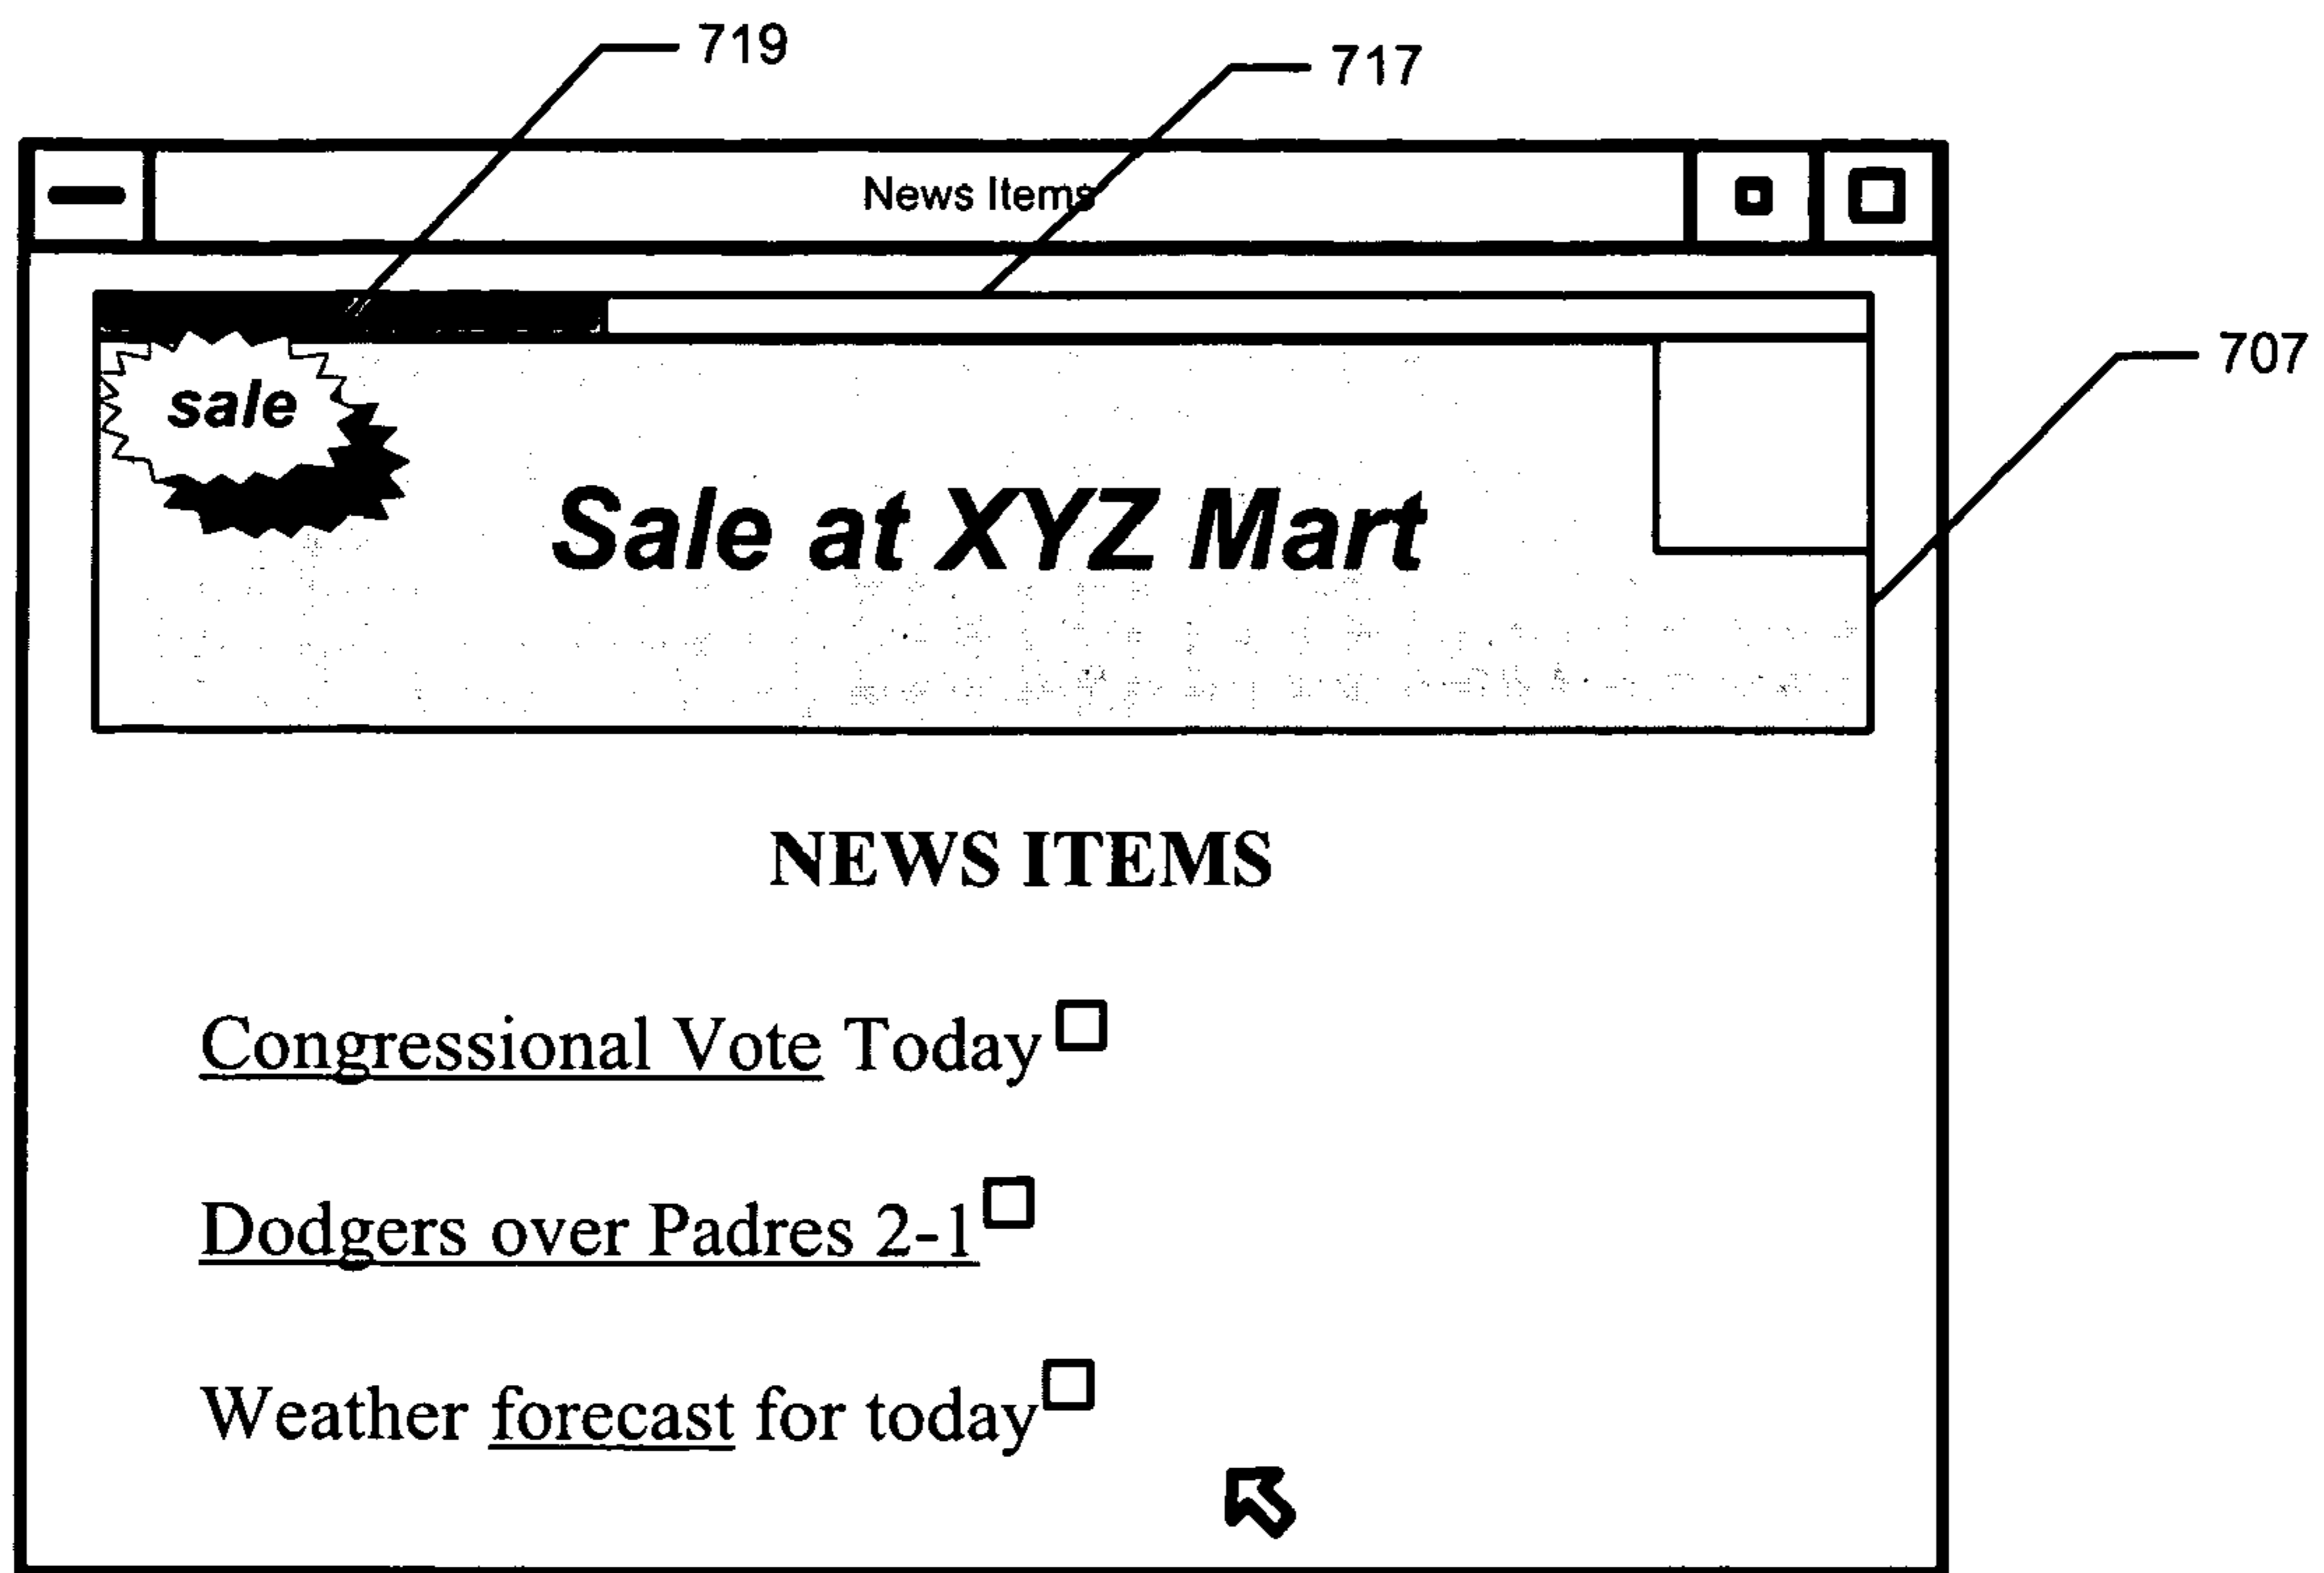 719
717
News Items
707
sale
Sale at XYZ Mart
NEWS ITEMS
Congressional Vote Today
Dodgers over Padres 2-1
Weather forecast for today